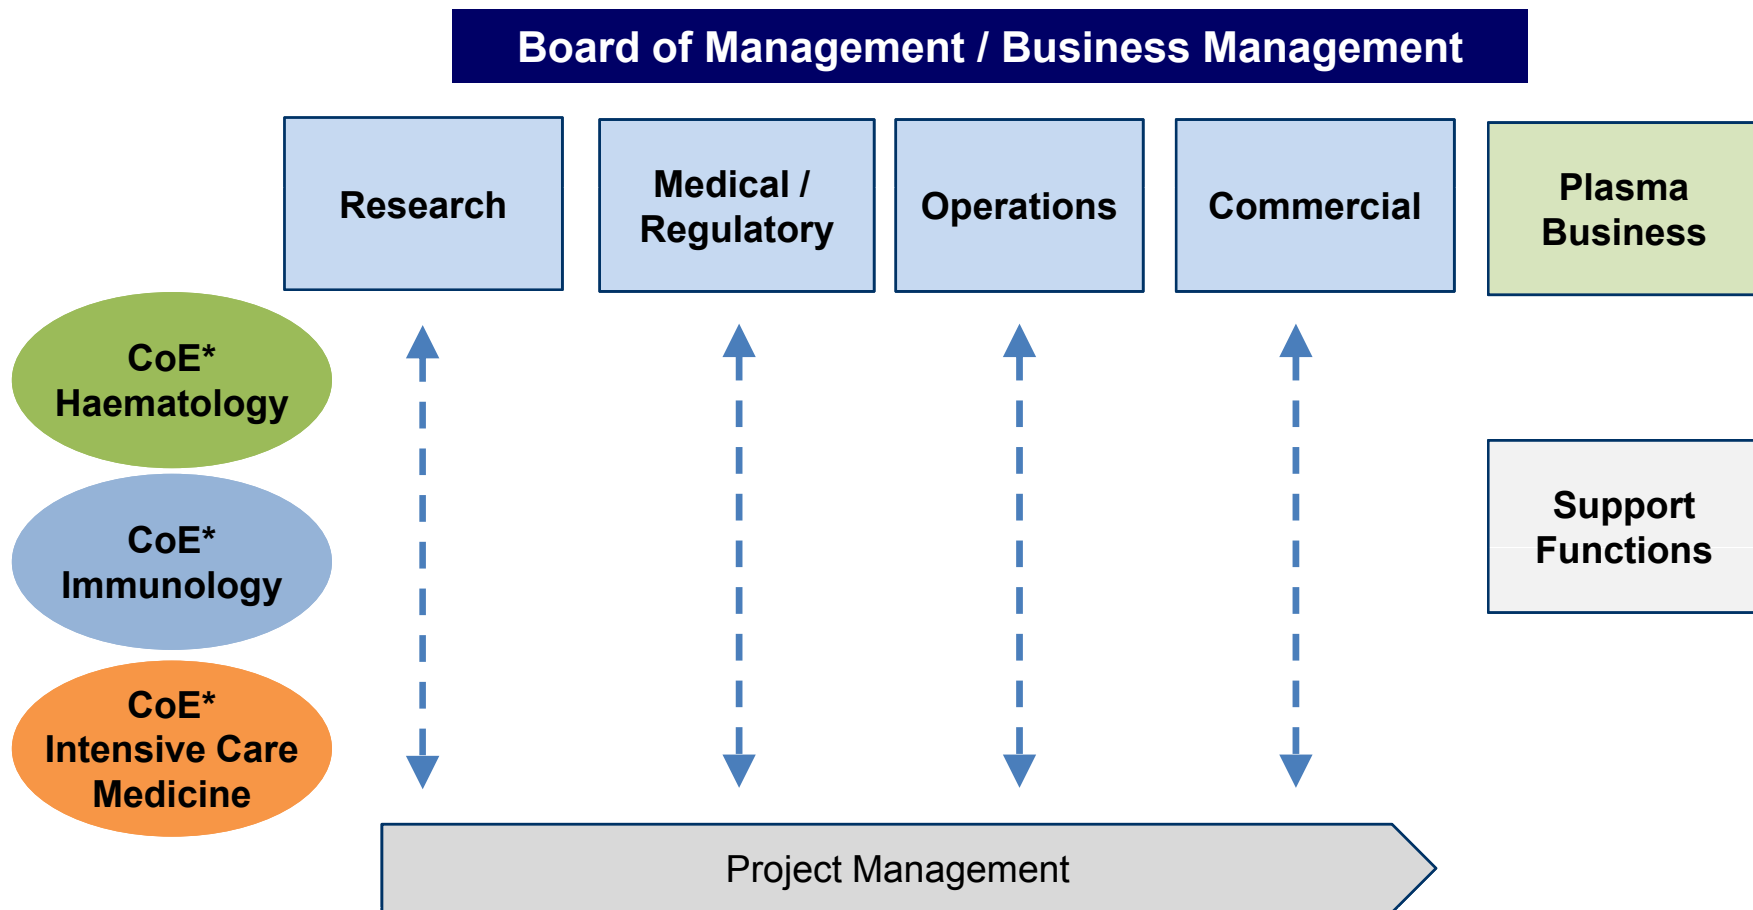 Board of Management / Business Management
Research
Medical /
Regulatory
Operations
Commercial
Plasma
Business
CoE*
Haematology
CoE*
Immunology
CoE*
Intensive Care
Medicine
Support
Functions
Project Management